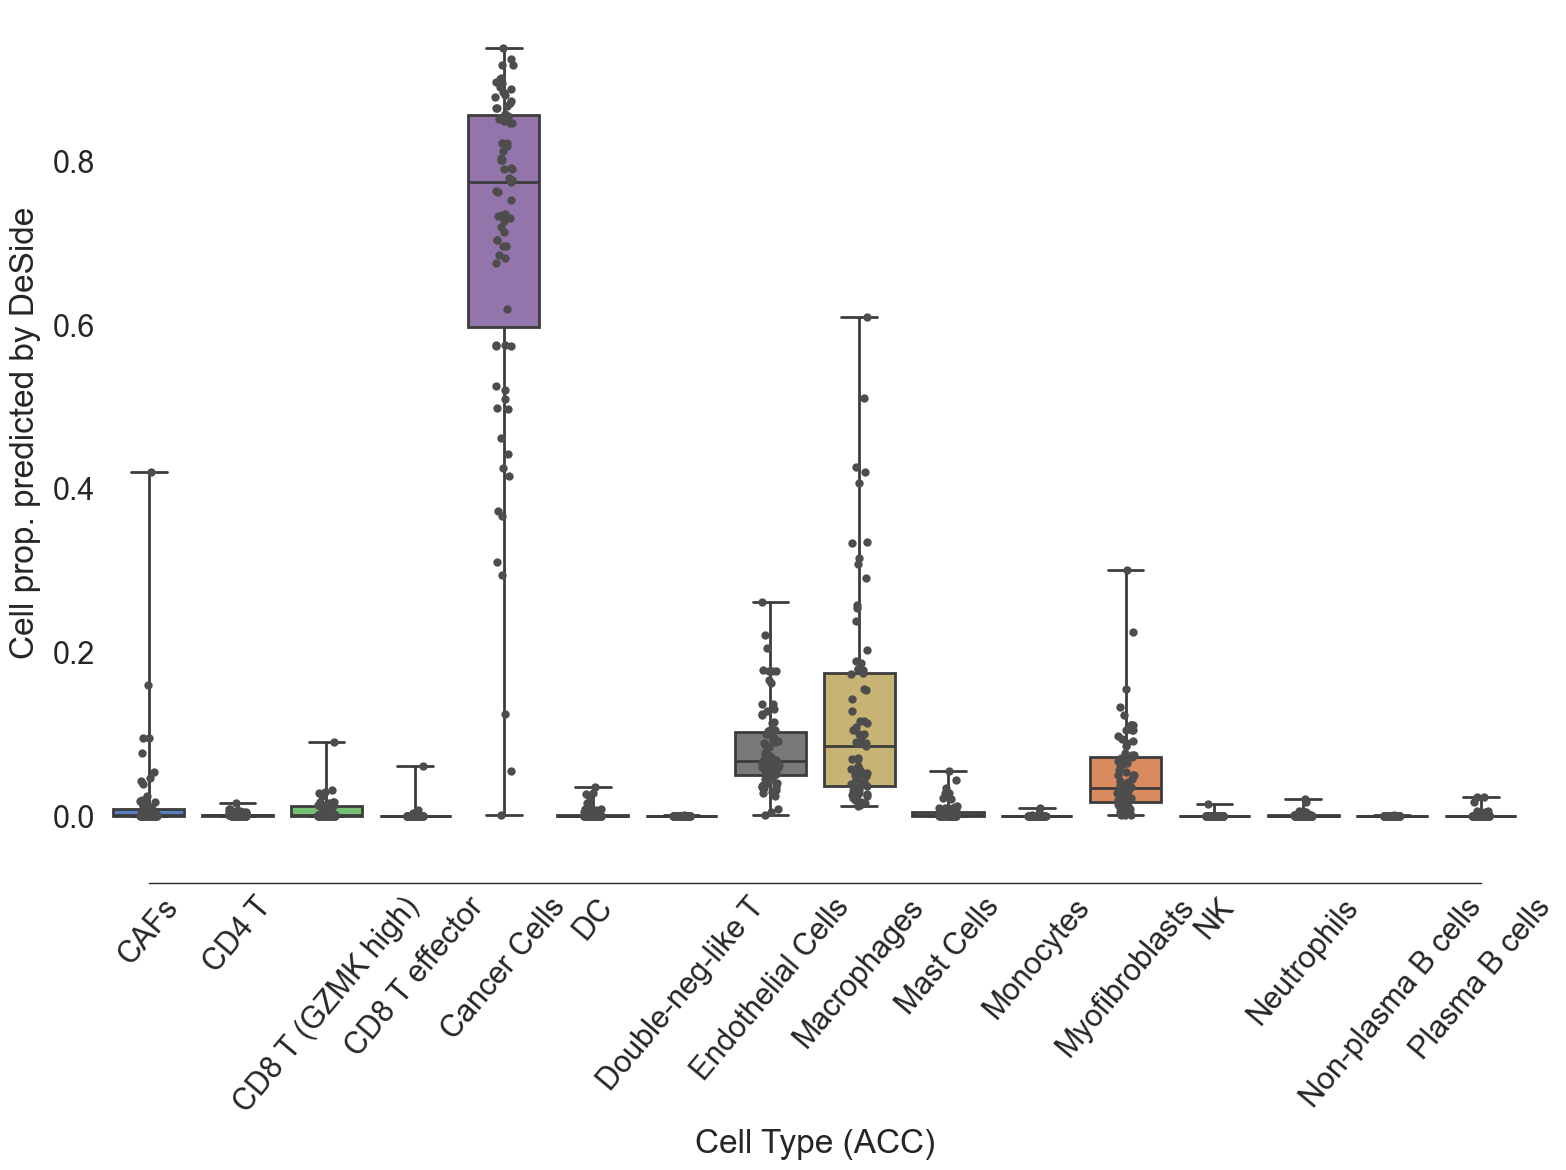 Cell prop. predicted by DeSide
0.8
0.6
0.4
0.2
0.0
CAFs
CD4 T
CD8 T (GZMK high)
CD8 T effector
Cancer Cells
DC
Double-neg-like T
Endothelial Cells
Macrophages
Mast Cells
Monocytes
Myofibroblasts
NK
Neutrophils
Non-plasma B cells
Plasma B cells
Cell Type (ACC)